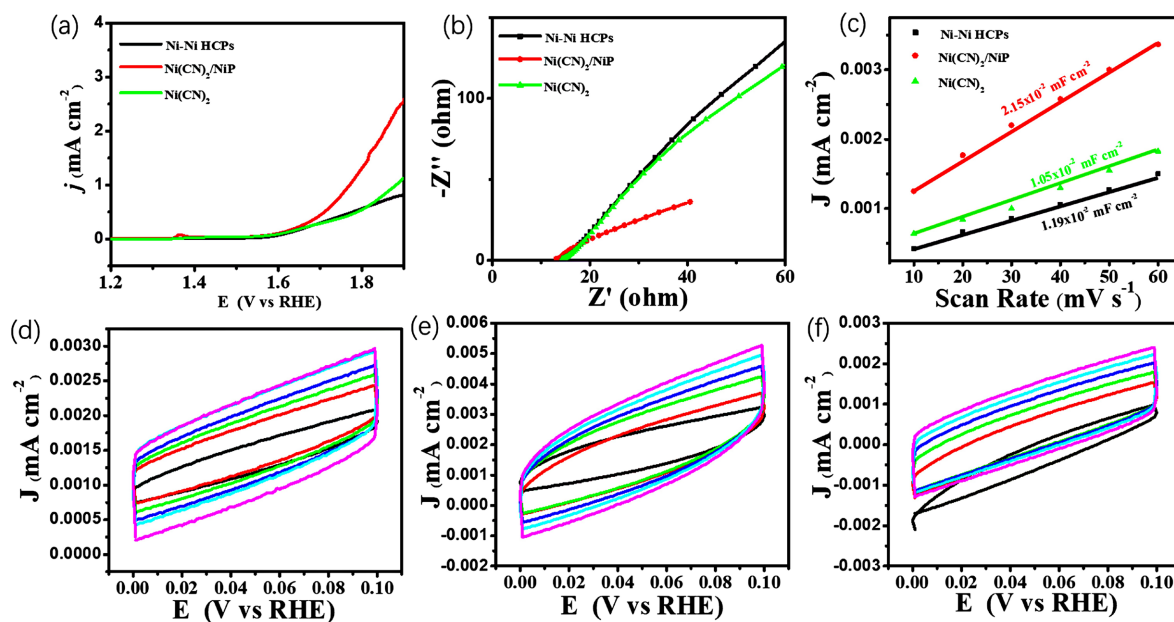 (a)
4
3
2
1
0
j (mA cm⁻²)
Ni-Ni HCPs
Ni(CN)₂/NiP
Ni(CN)₂
1.2 1.4 1.6 1.8
E (V vs RHE)
(b)
100
0
-Z'' (ohm)
Ni-Ni HCPs
Ni(CN)₂/NiP
Ni(CN)₂
20 40 60
Z' (ohm)
(c)
0.003
0.002
0.001
J (mA cm⁻²)
Ni-Ni HCPs
Ni(CN)₂/NiP
Ni(CN)₂
2.15x10⁻² mF cm⁻²
1.05x10⁻² mF cm⁻²
1.19x10⁻² mF cm⁻²
10 20 30 40 50 60
Scan Rate (mV s⁻¹)
(d)
0.0030
0.0025
0.0020
0.0015
0.0010
0.0005
0.0000
J (mA cm⁻²)
0.00 0.02 0.04 0.06 0.08 0.10
E (V vs RHE)
(e)
0.006
0.005
0.004
0.003
0.002
0.001
0.000
-0.001
-0.002
J (mA cm⁻²)
0.00 0.02 0.04 0.06 0.08 0.10
E (V vs RHE)
(f)
0.003
0.002
0.001
0.000
-0.001
-0.002
-0.003
J (mA cm⁻²)
0.00 0.02 0.04 0.06 0.08 0.10
E (V vs RHE)